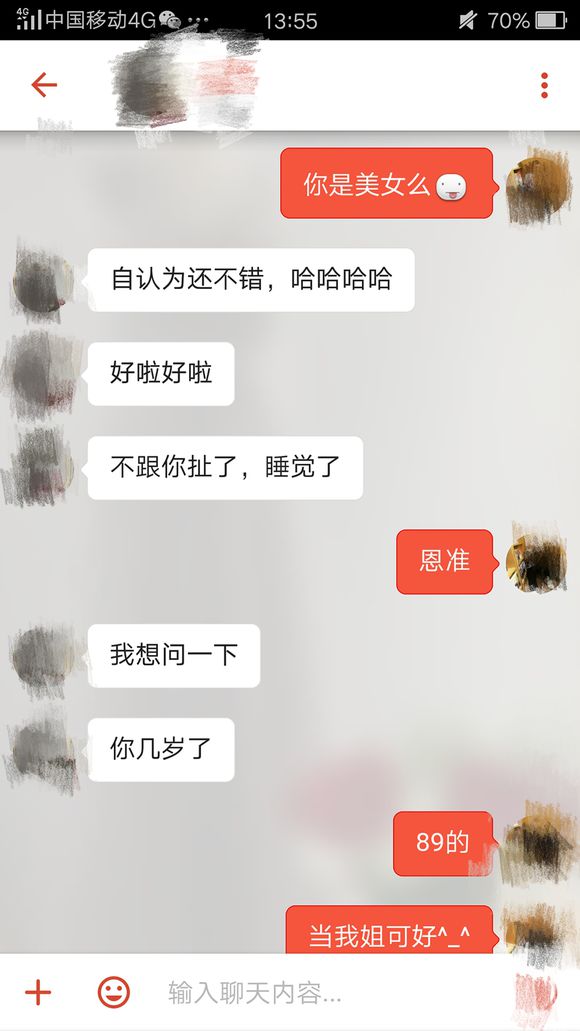 4G 中国移动4G 13:55 70%
你是美女么
自认为还不错，哈哈哈哈
好啦好啦
不跟你扯了，睡觉了
恩准
我想问一下
你几岁了
89的
当我姐可好^_^
输入聊天内容...